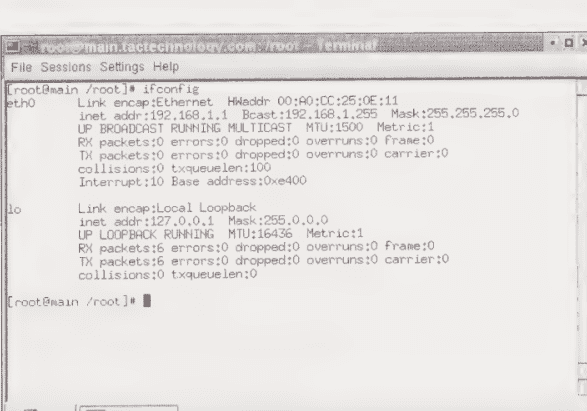 root@main.tactechnology.com: /root - Terminal
File Sessions Settings Help
[root@main /root]# ifconfig
eth0 Link encap:Ethernet HWaddr 00:A0:CC:25:0E:11
inet addr:192.168.1.1 Bcast:192.168.1.255 Mask:255.255.255.0
UP BROADCAST RUNNING MULTICAST MTU:1500 Metric:1
RX packets:0 errors:0 dropped:0 overruns:0 frame:0
TX packets:0 errors:0 dropped:0 overruns:0 carrier:0
collisions:0 txqueuelen:100
Interrupt:10 Base address:0xe400
lo Link encap:Local Loopback
inet addr:127.0.0.1 Mask:255.0.0.0
UP LOOPBACK RUNNING MTU:16436 Metric:1
RX packets:6 errors:0 dropped:0 overruns:0 frame:0
TX packets:6 errors:0 dropped:0 overruns:0 carrier:0
collisions:0 txqueuelen:0
[root@main /root]#